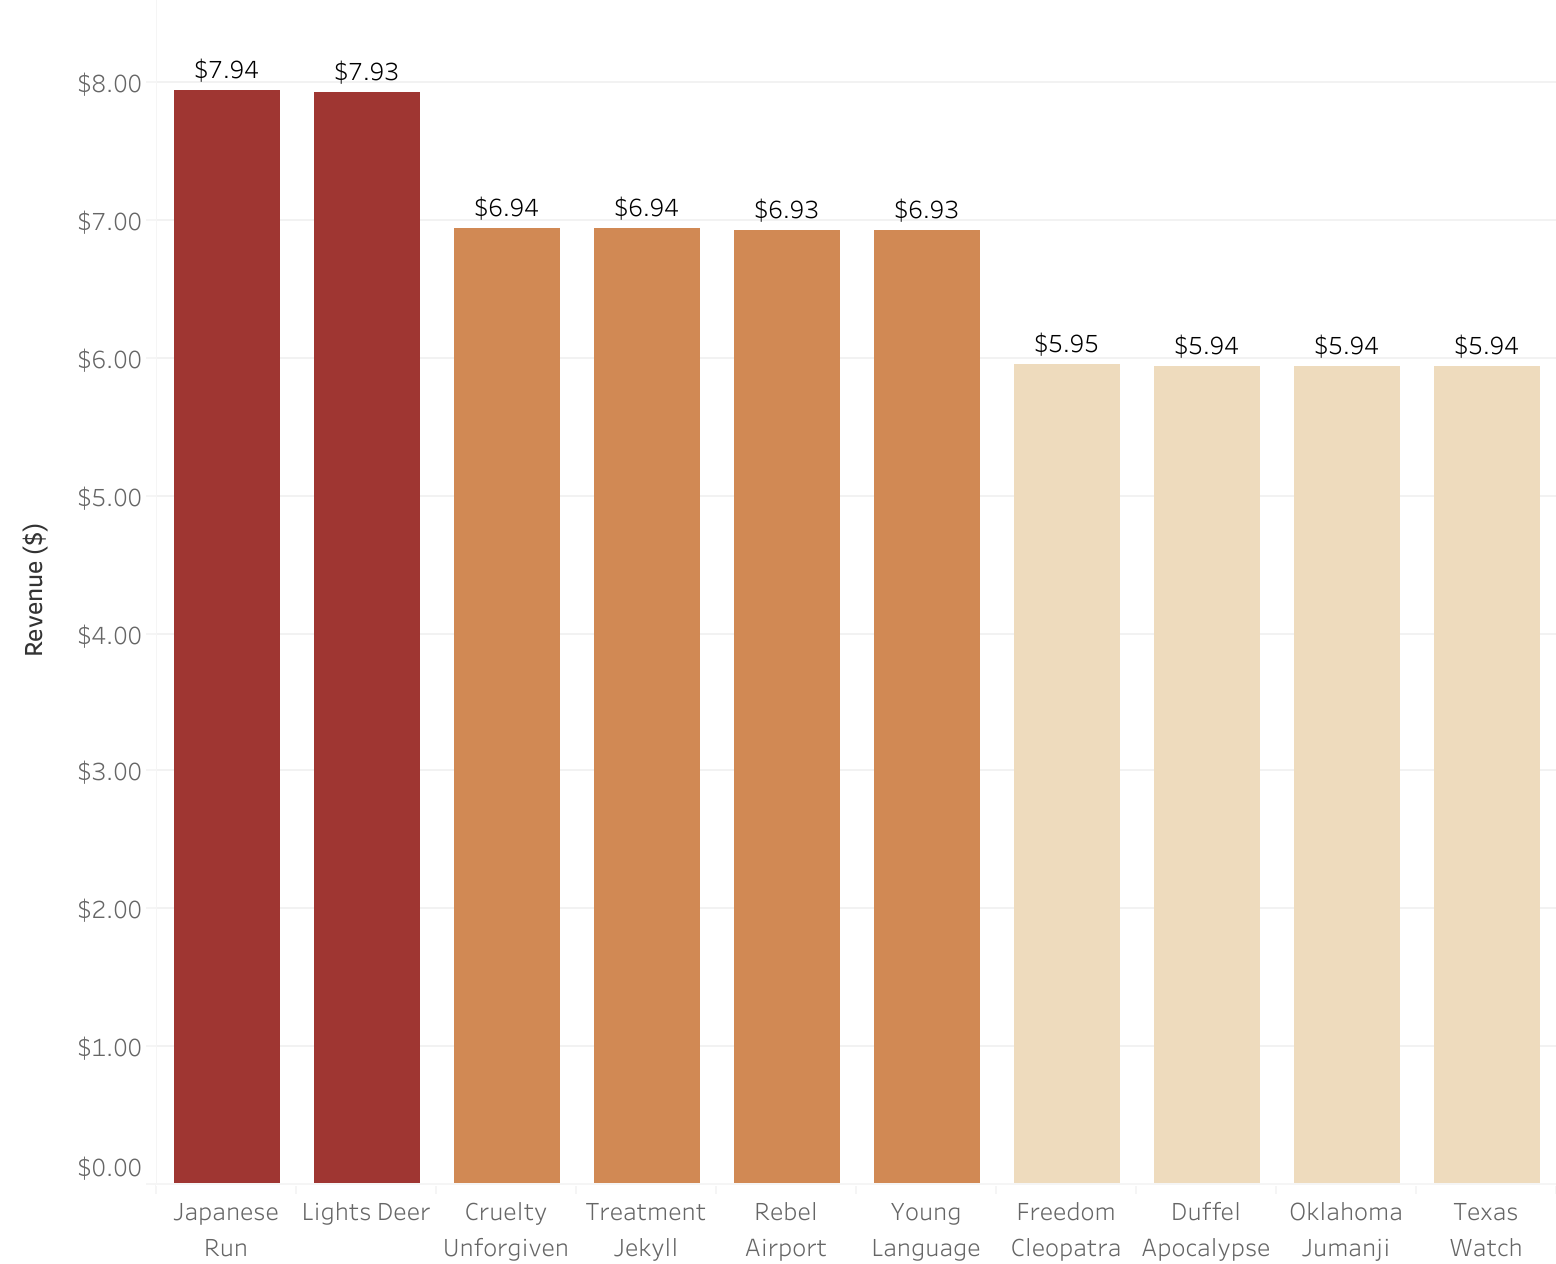 $7.94
$7.93
$6.94
$6.94
$6.93
$6.93
$5.95
$5.94
$5.94
$5.94
$8.00
$7.00
$6.00
$5.00
$4.00
$3.00
$2.00
$1.00
$0.00
Revenue ($)
Japanese
Run
Lights Deer
Cruelty
Unforgiven
Treatment
Jekyll
Rebel
Airport
Young
Language
Freedom
Cleopatra
Duffel
Apocalypse
Oklahoma
Jumanji
Texas
Watch